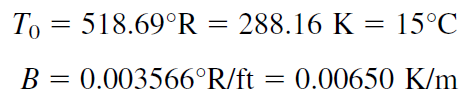 T₀ = 518.69°R = 288.16 K = 15°C
B = 0.003566°R/ft = 0.00650 K/m